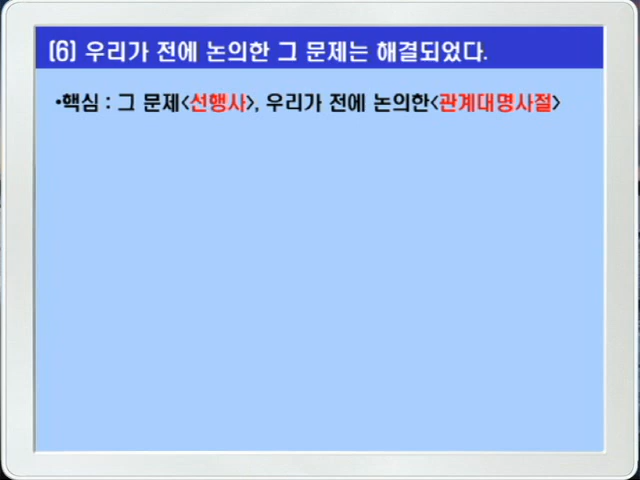 [6] 우리가 전에 논의한 그 문제는 해결되었다.
•핵심 : 그 문제<선행사>, 우리가 전에 논의한<관계대명사절>